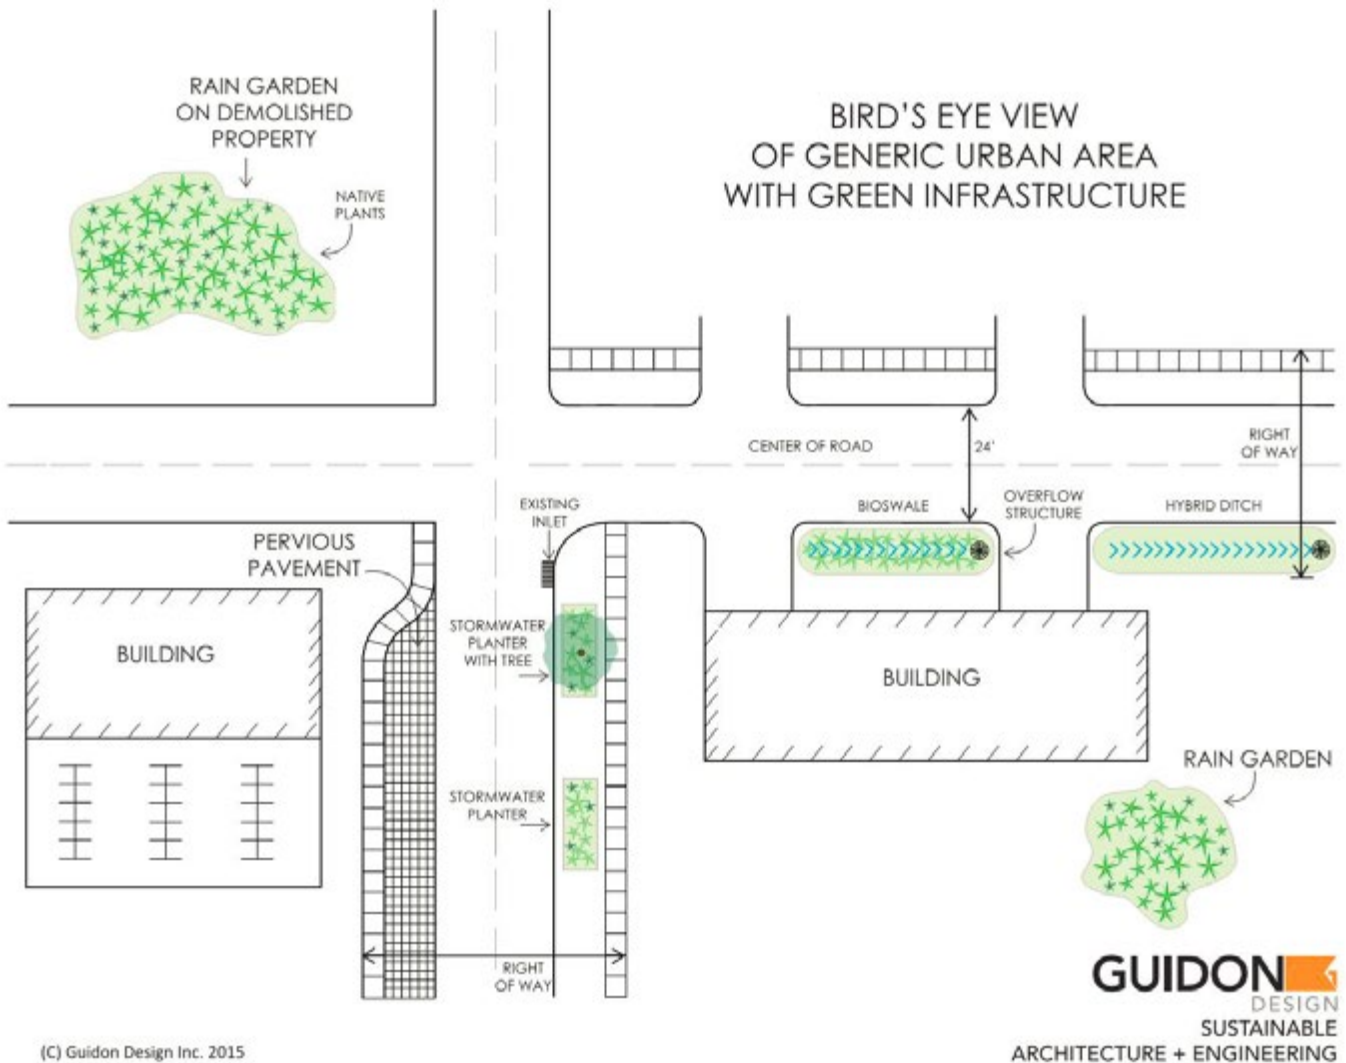 RAIN GARDEN
ON DEMOLISHED
PROPERTY
NATIVE
PLANTS
BIRD'S EYE VIEW
OF GENERIC URBAN AREA
WITH GREEN INFRASTRUCTURE
CENTER OF ROAD
24'
RIGHT
OF WAY
EXISTING
INLET
BIOSWALE
OVERFLOW
STRUCTURE
HYBRID DITCH
PERVIOUS
PAVEMENT
BUILDING
STORMWATER
PLANTER
WITH TREE
BUILDING
STORMWATER
PLANTER
RAIN GARDEN
RIGHT
OF WAY
GUIDON
DESIGN
SUSTAINABLE
ARCHITECTURE + ENGINEERING
(C) Guidon Design Inc. 2015